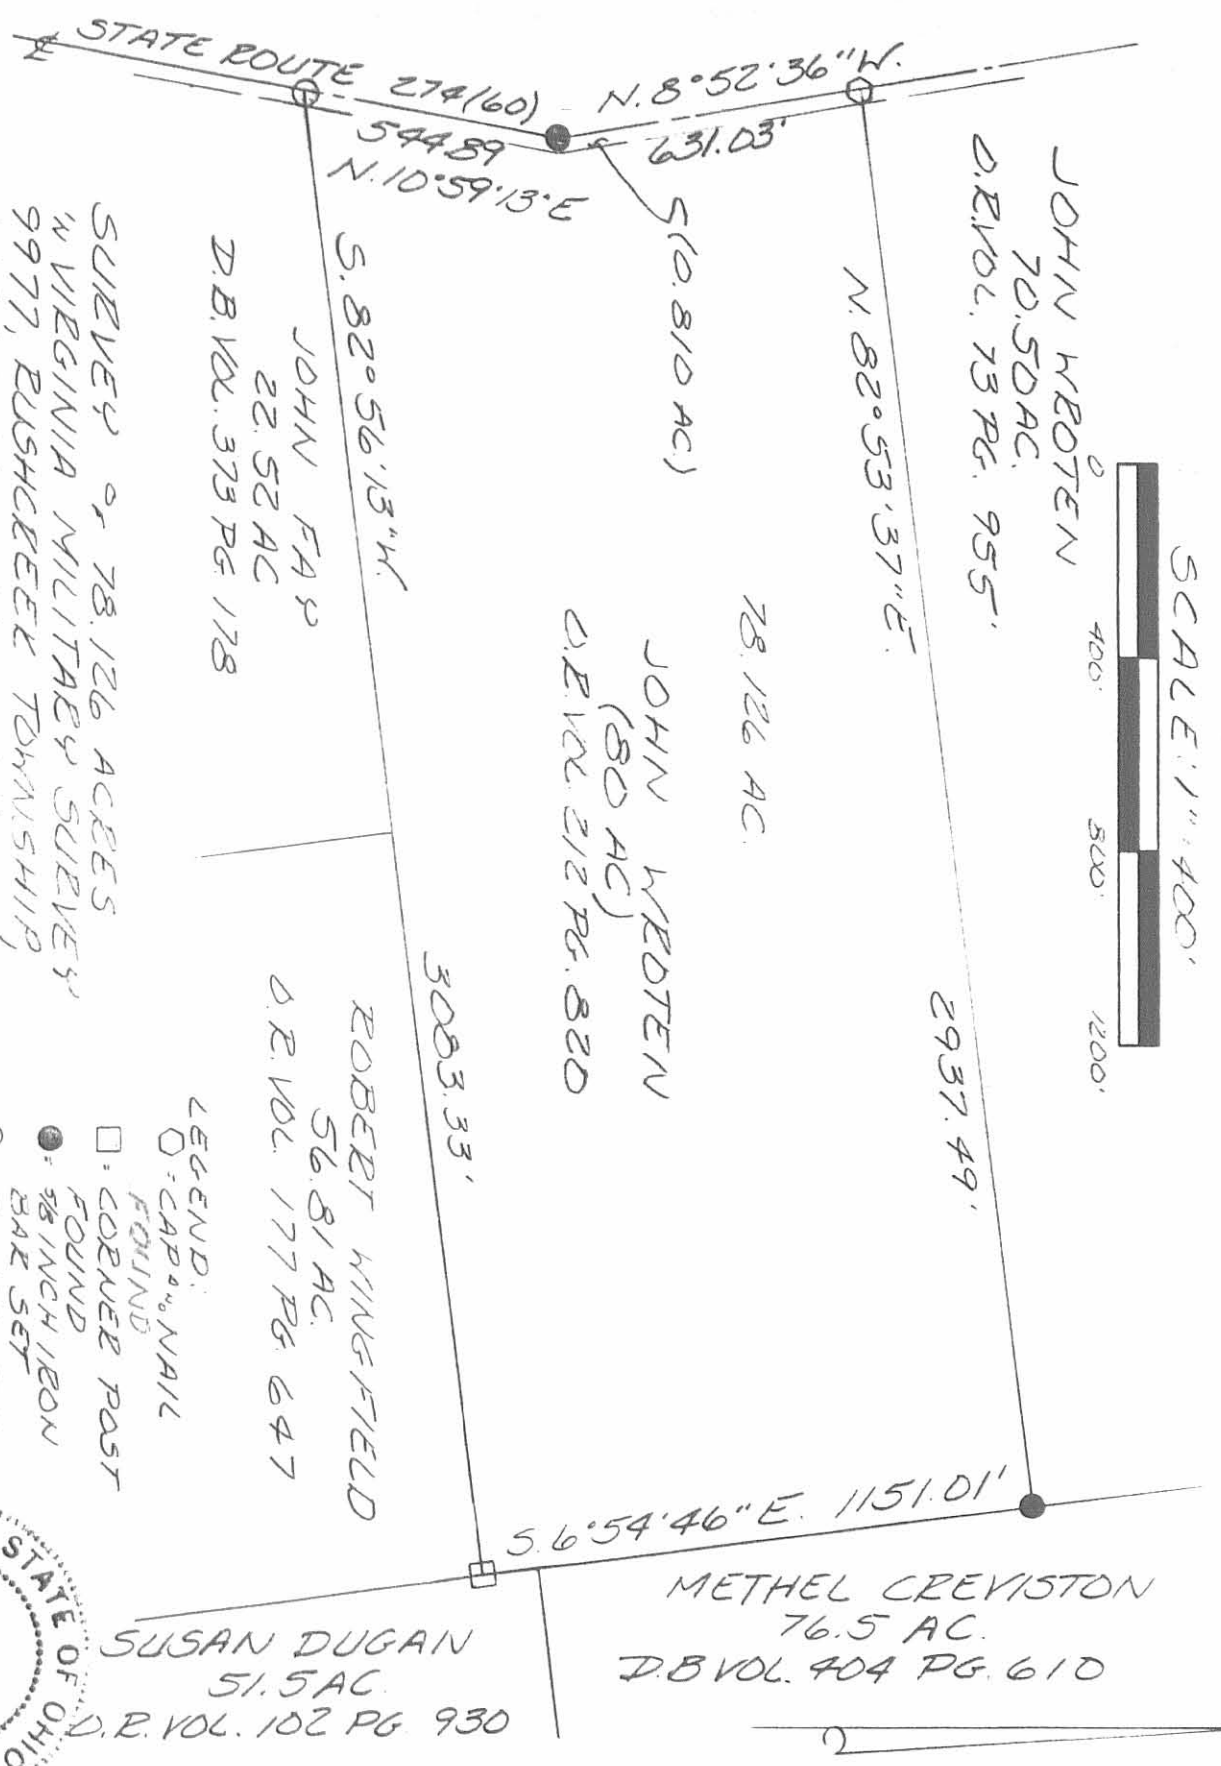 STATE ROUTE 274(60)
N. 8°52'36"W.
544.89
N. 10°59'13"E
631.03'
S(0.810 AC)
JOHN WROTEN
70.50 AC.
O.R. VOL. 73 PG. 955
SCALE: 1" = 400'
0 400' 800' 1200'
N. 82°53'37"E.
2937.49'
78.126 AC.
JOHN WROTEN
(80 AC)
O.R. VOL. 212 PG. 820
S. 82°56'13"W.
3083.33'
JOHN FAY
22.52 AC
D.B. VOL. 373 PG. 178
ROBERT WINGFIELD
56.81 AC.
O.R. VOL. 177 PG. 647
SURVEY OF 78.126 ACRES
IN VIRGINIA MILITARY SURVEY
9977, RUSHCREEK TOWNSHIP,
LEGEND:
= CAP AND NAIL
FOUND
= CORNER POST
FOUND
= 5/8 INCH IRON
BAR SET
S. 6°54'46"E. 1151.01'
METHEL CREVISTON
76.5 AC.
D.B VOL. 404 PG. 610
SUSAN DUGAN
51.5 AC.
O.R. VOL. 102 PG. 930
STATE OF OHIO